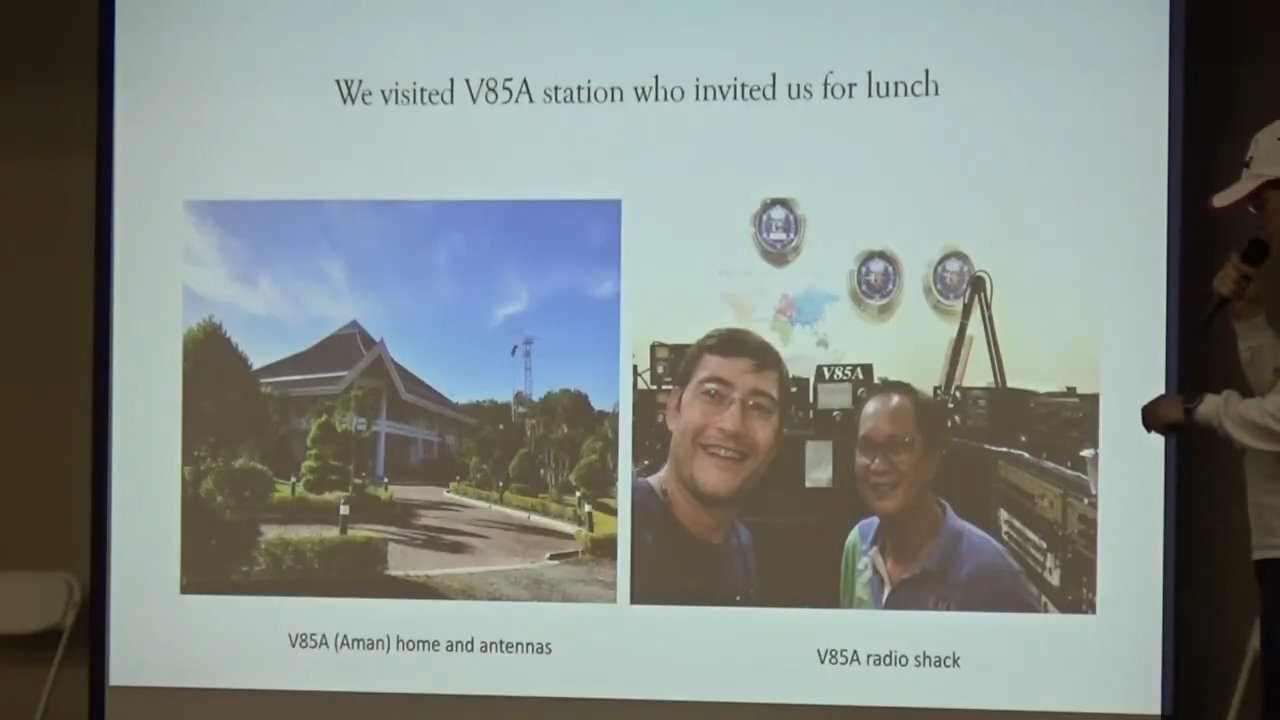 We visited V85A station who invited us for lunch
V85A
V85A (Aman) home and antennas
V85A radio shack